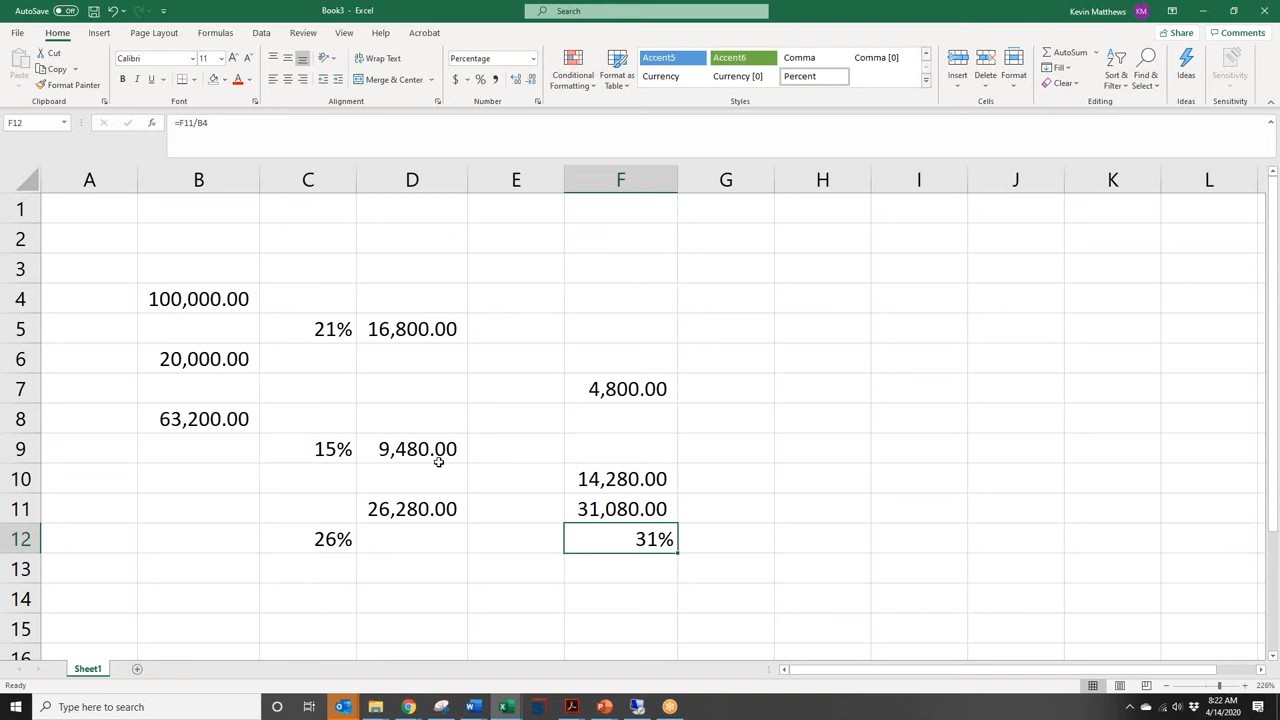 AutoSave Off Book3 - Excel Search Kevin Matthews KM
File Home Insert Page Layout Formulas Data Review View Help Acrobat Share Comments
Paste Cut Copy Format Painter Clipboard
Calibri 11 A A B I U A Font
Wrap Text Merge & Center Alignment
Percentage $ % , Number
Conditional Formatting Format as Table
Accent5 Accent6 Comma Comma [0]
Currency Currency [0] Percent
Styles
Insert Delete Format Cells
AutoSum Fill Clear Sort & Filter Find & Select Editing
Ideas Ideas
Sensitivity Sensitivity
F12 fx =F11/B4
A B C D E F G H I J K L
1
2
3
4 100,000.00
5 21% 16,800.00
6 20,000.00
7 4,800.00
8 63,200.00
9 15% 9,480.00
10 14,280.00
11 26,280.00 31,080.00
12 26% 31%
13
14
15
16
Sheet1
Ready 226%
Type here to search 8:22 AM
4/14/2020